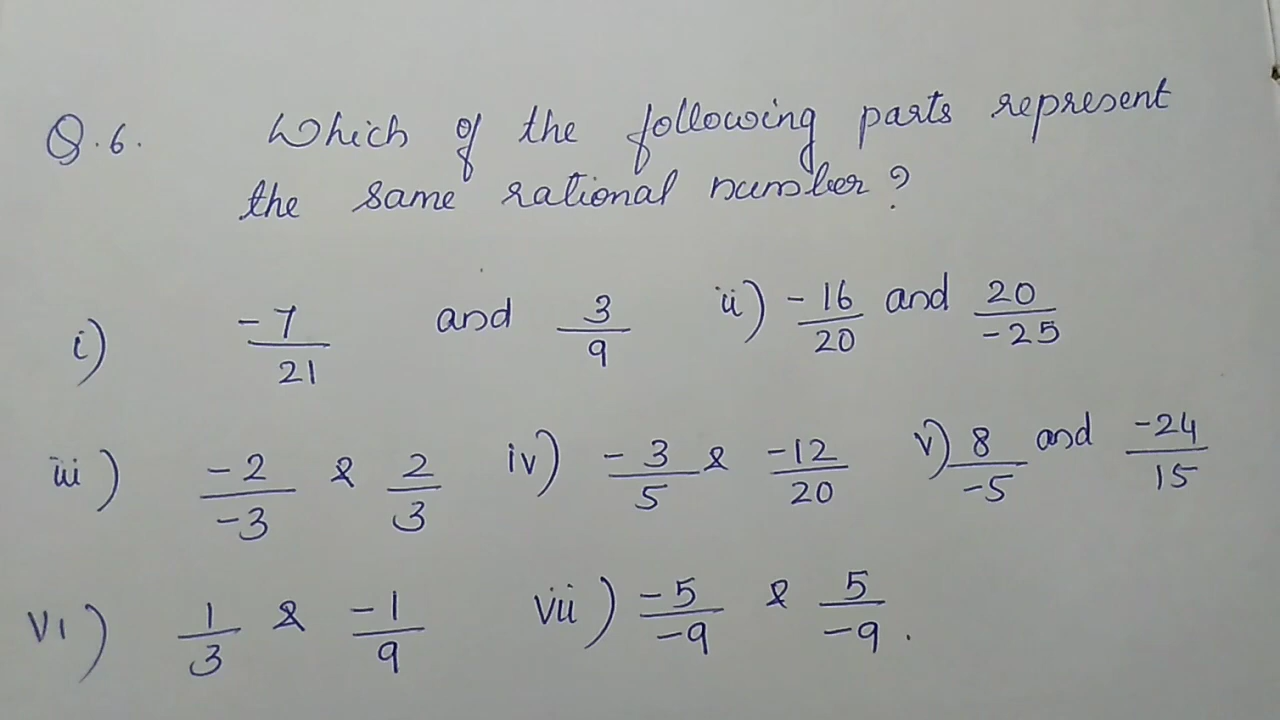 Q.6. Which of the following parts represent
the same rational number?
i) -7/21 and 3/9 ii) -16/20 and 20/-25
iii) -2/-3 & 2/3 iv) -3/5 & -12/20 v) 8/-5 and -24/15
vi) 1/3 & -1/9 vii) -5/-9 & 5/-9.